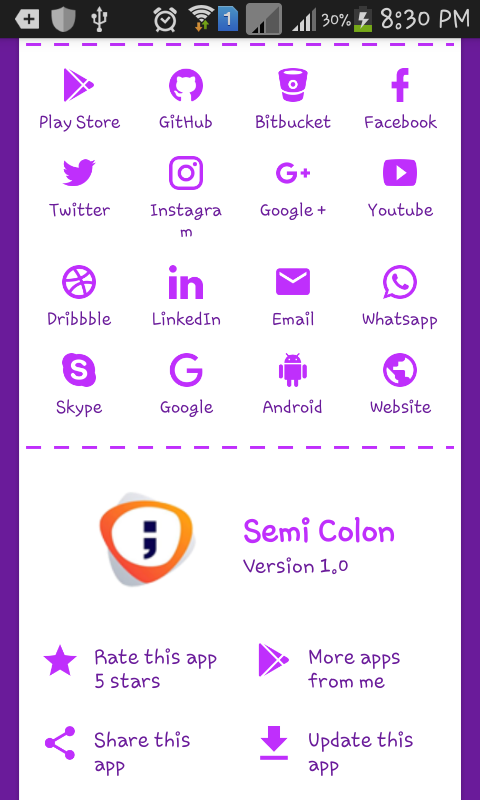 1 30% 8:30 PM
Play Store GitHub Bitbucket Facebook
Twitter Instagra Google + Youtube
m
Dribbble LinkedIn Email Whatsapp
Skype Google Android Website
Semi Colon
Version 1.0
Rate this app More apps
5 stars from me
Share this Update this
app app